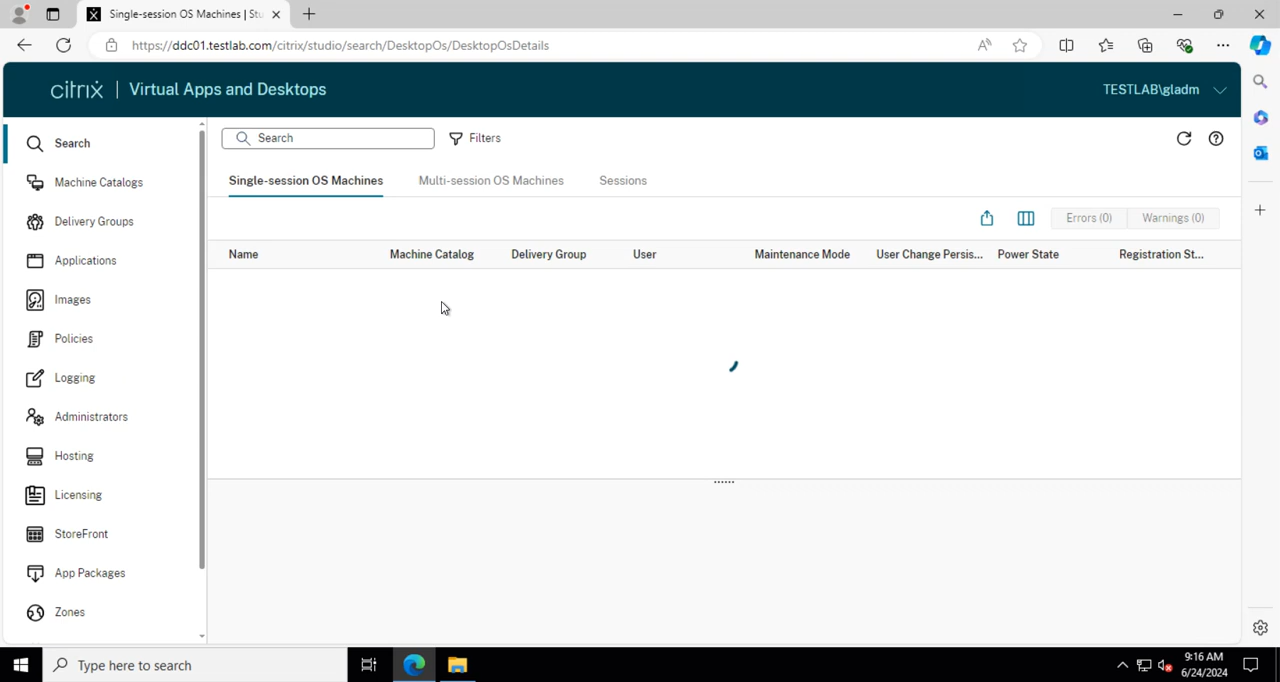 Single-session OS Machines | Stu
https://ddc01.testlab.com/citrix/studio/search/DesktopOs/DesktopOsDetails
citrix | Virtual Apps and Desktops
TESTLAB\gladm
Search
Machine Catalogs
Delivery Groups
Applications
Images
Policies
Logging
Administrators
Hosting
Licensing
StoreFront
App Packages
Zones
Search
Filters
Single-session OS Machines Multi-session OS Machines Sessions
Errors (0) Warnings (0)
Name Machine Catalog Delivery Group User Maintenance Mode User Change Persis... Power State Registration St...
Type here to search
9:16 AM
6/24/2024